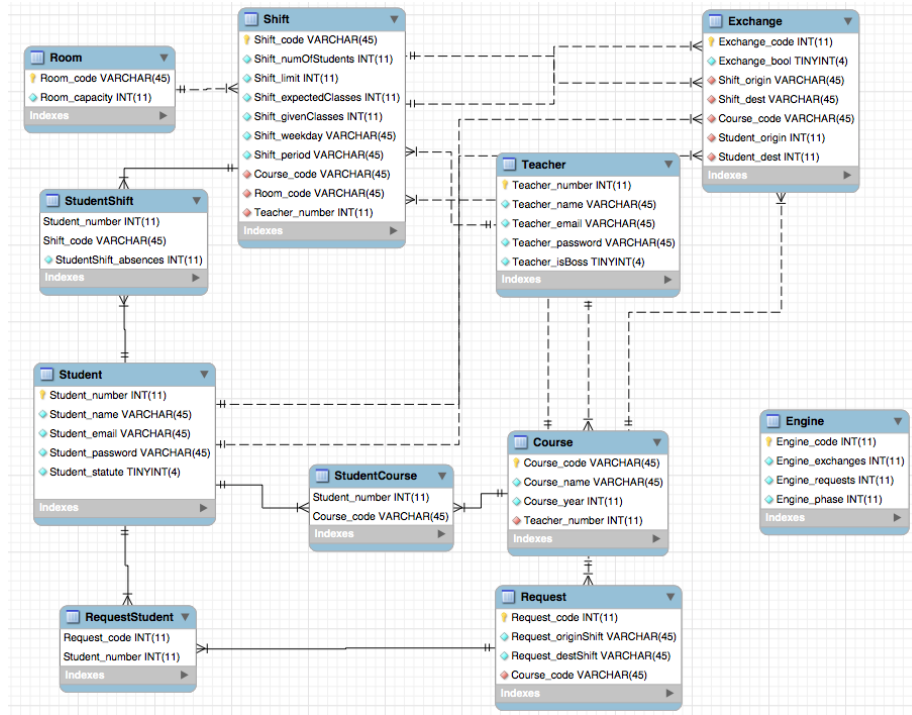 Shift
Shift_code VARCHAR(45)
Shift_numOfStudents INT(11)
Shift_limit INT(11)
Shift_expectedClasses INT(11)
Shift_givenClasses INT(11)
Shift_weekday VARCHAR(45)
Shift_period VARCHAR(45)
Course_code VARCHAR(45)
Room_code VARCHAR(45)
Teacher_number INT(11)
Indexes
Exchange
Exchange_code INT(11)
Exchange_bool TINYINT(4)
Shift_origin VARCHAR(45)
Shift_dest VARCHAR(45)
Course_code VARCHAR(45)
Student_origin INT(11)
Student_dest INT(11)
Indexes
Room
Room_code VARCHAR(45)
Room_capacity INT(11)
Indexes
Teacher
Teacher_number INT(11)
Teacher_name VARCHAR(45)
Teacher_email VARCHAR(45)
Teacher_password VARCHAR(45)
Teacher_isBoss TINYINT(4)
Indexes
StudentShift
Student_number INT(11)
Shift_code VARCHAR(45)
StudentShift_absences INT(11)
Indexes
Student
Student_number INT(11)
Student_name VARCHAR(45)
Student_email VARCHAR(45)
Student_password VARCHAR(45)
Student_statute TINYINT(4)
Indexes
StudentCourse
Student_number INT(11)
Course_code VARCHAR(45)
Indexes
Course
Course_code VARCHAR(45)
Course_name VARCHAR(45)
Course_year INT(11)
Teacher_number INT(11)
Indexes
Engine
Engine_code INT(11)
Engine_exchanges INT(11)
Engine_requests INT(11)
Engine_phase INT(11)
Indexes
RequestStudent
Request_code INT(11)
Student_number INT(11)
Indexes
Request
Request_code INT(11)
Request_originShift VARCHAR(45)
Request_destShift VARCHAR(45)
Course_code VARCHAR(45)
Indexes